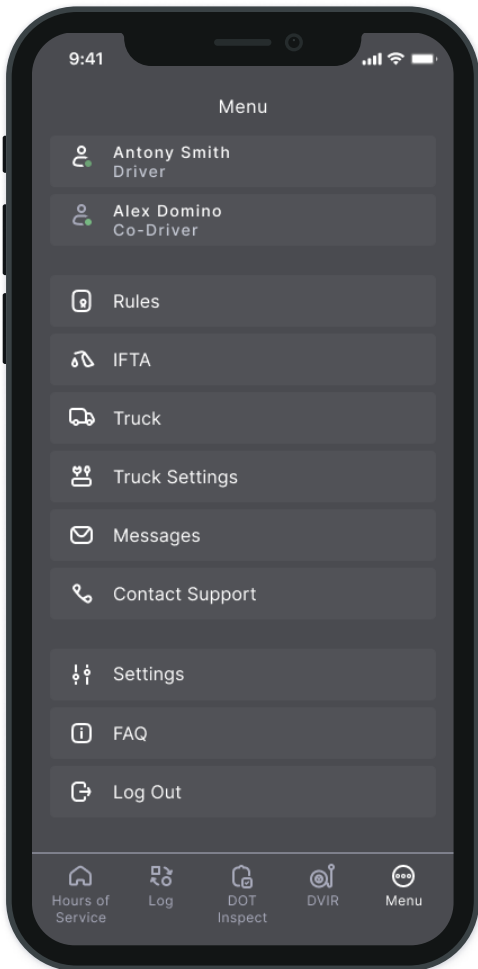 9:41
Menu
Antony Smith
Driver
Alex Domino
Co-Driver
Rules
IFTA
Truck
Truck Settings
Messages
Contact Support
Settings
FAQ
Log Out
Hours of
Service
Log
DOT
Inspect
DVIR
Menu